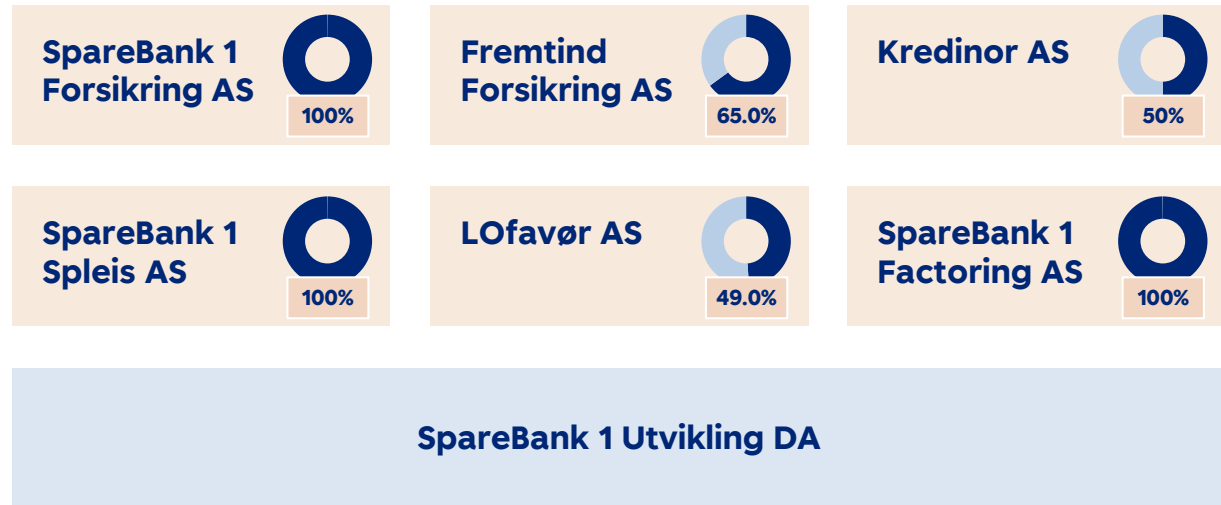 SpareBank 1
Forsikring AS
100%
Fremtind
Forsikring AS
65.0%
Kredinor AS
50%
SpareBank 1
Spleis AS
100%
LOfavør AS
49.0%
SpareBank 1
Factoring AS
100%
SpareBank 1 Utvikling DA